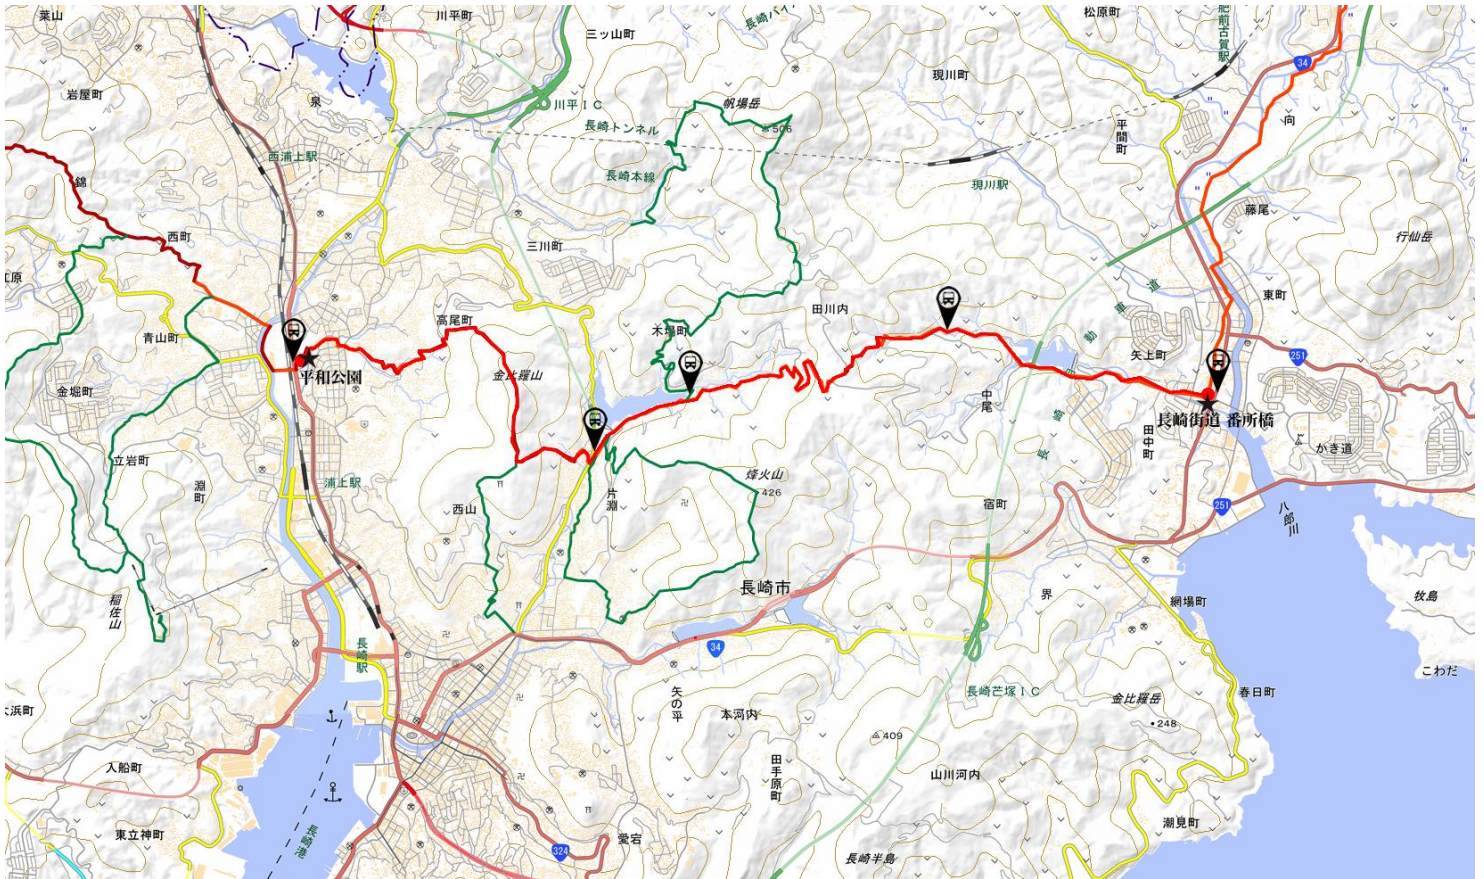 葉山
川平町
長崎バイ
三ッ山町
松原町
肥前古賀駅
34
岩屋町
泉
川平IC
現川町
帆場岳
506
長崎トンネル
向
平間町
西浦上駅
長崎本線
現川駅
錦
藤尾
西町
三川町
行仙岳
江原
東町
自動車道
田川内
高尾町
木場町
青山町
矢上町
251
平和公園
金比羅山
金堀町
中尾
長崎街道 番所橋
長崎
田中町
かき道
立岩町
淵町
浦上駅
烽火山
426
片淵
西山
宿町
251
八郎川
長崎市
稲佐山
界
網場町
牧島
34
長崎駅
こわだ
矢の平
長崎芒塚IC
金比羅岳
春日町
大浜町
本河内
248
409
入船町
田手原町
山川河内
東立神町
長崎港
愛宕
324
潮見町
長崎半島